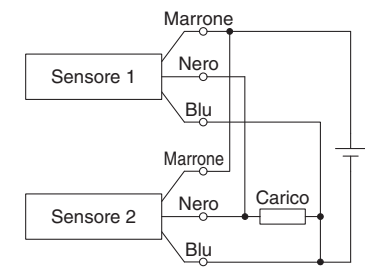 Marrone
Sensore 1
Nero
Blu
Marrone
Sensore 2
Nero
Carico
Blu